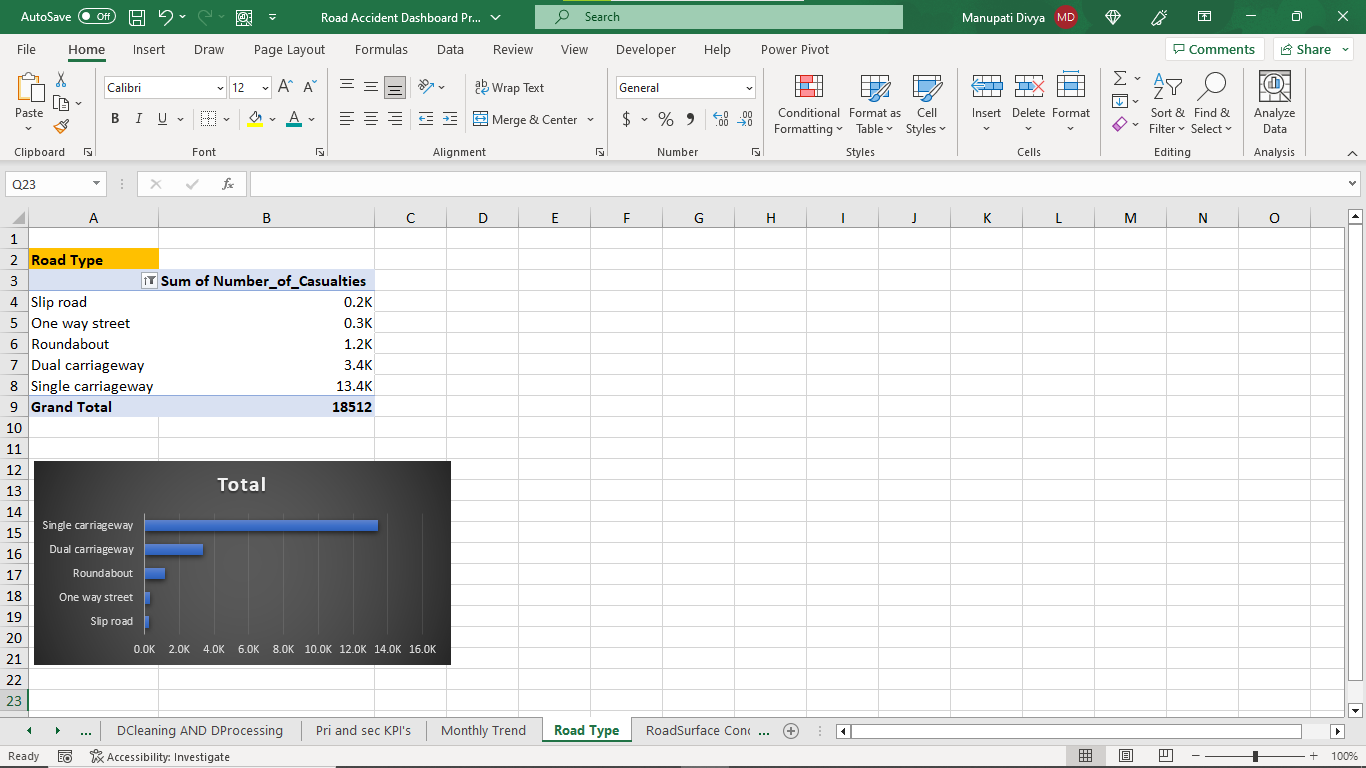 AutoSave Off Road Accident Dashboard Pr... Search Manupati Divya MD
File Home Insert Draw Page Layout Formulas Data Review View Developer Help Power Pivot Comments Share
Paste Calibri 12 A A Wrap Text General Conditional Format as Cell Insert Delete Format Sort & Find & Analyze
B I U A Merge & Center $ % Formatting Table Styles Filter Select Data
Clipboard Font Alignment Number Styles Cells Editing Analysis
Q23 fx
A B C D E F G H I J K L M N O
1
2 Road Type
3 Sum of Number_of_Casualties
4 Slip road 0.2K
5 One way street 0.3K
6 Roundabout 1.2K
7 Dual carriageway 3.4K
8 Single carriageway 13.4K
9 Grand Total 18512
10
11
12
13 Total
14
15 Single carriageway
16 Dual carriageway
17 Roundabout
18 One way street
19 Slip road
20
21 0.0K 2.0K 4.0K 6.0K 8.0K 10.0K 12.0K 14.0K 16.0K
22
23
... DCleaning AND DProcessing Pri and sec KPI's Monthly Trend Road Type RoadSurface Conc ...
Ready Accessibility: Investigate 100%